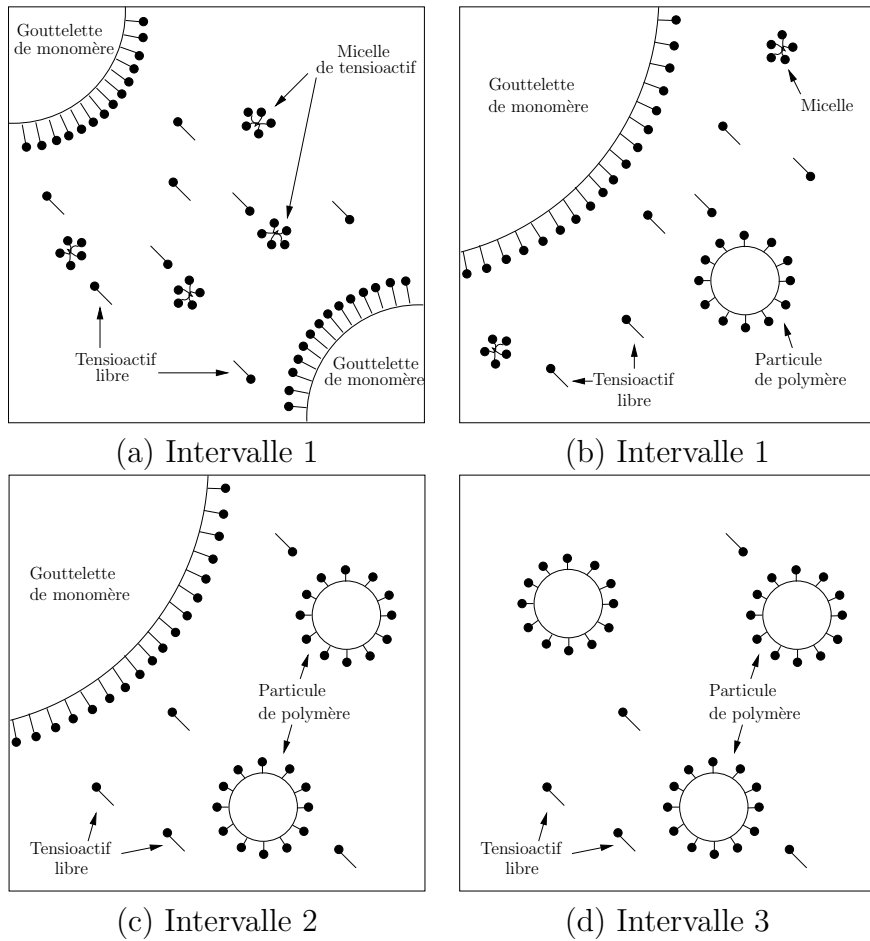 Gouttelette
de monomère
Micelle
de tensioactif
Tensioactif
libre
Gouttelette
de monomère
(a) Intervalle 1
Gouttelette
de monomère
Micelle
Particule
de polymère
Tensioactif
libre
(b) Intervalle 1
Gouttelette
de monomère
Particule
de polymère
Tensioactif
libre
(c) Intervalle 2
Particule
de polymère
Tensioactif
libre
(d) Intervalle 3